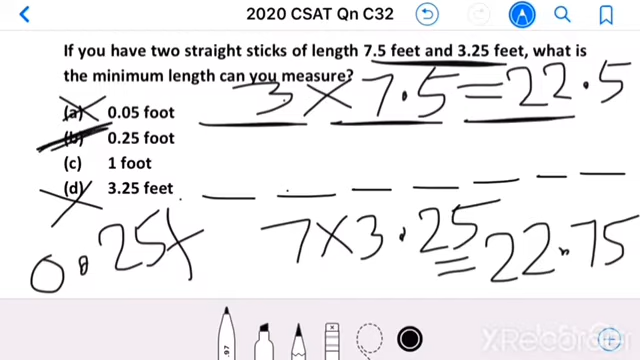 2020 CSAT Qn C32
If you have two straight sticks of length 7.5 feet and 3.25 feet, what is
the minimum length can you measure?
3 × 7.5 = 22.5
(a) 0.05 foot
(b) 0.25 foot
(c) 1 foot
(d) 3.25 feet
0.25 ×
7 × 3.25 = 22.75
.97
XRecorder